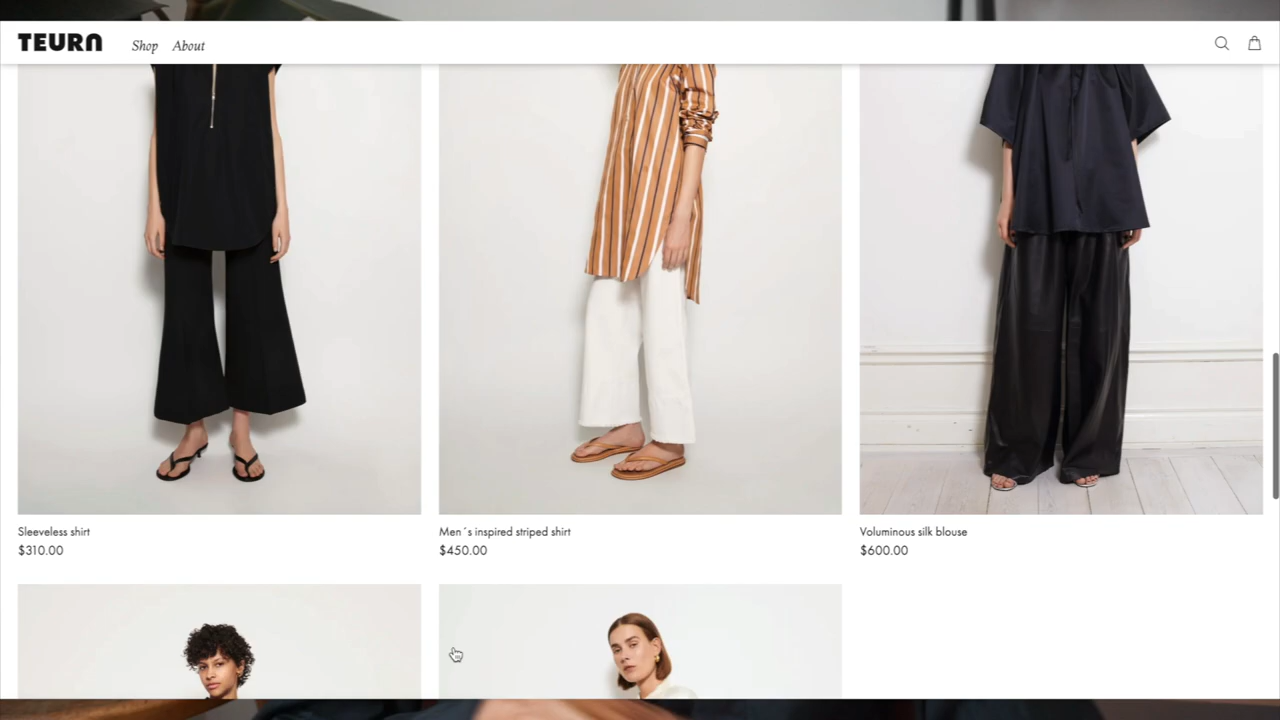 TEURN
Shop About
Sleeveless shirt
$310.00
Men´s inspired striped shirt
$450.00
Voluminous silk blouse
$600.00